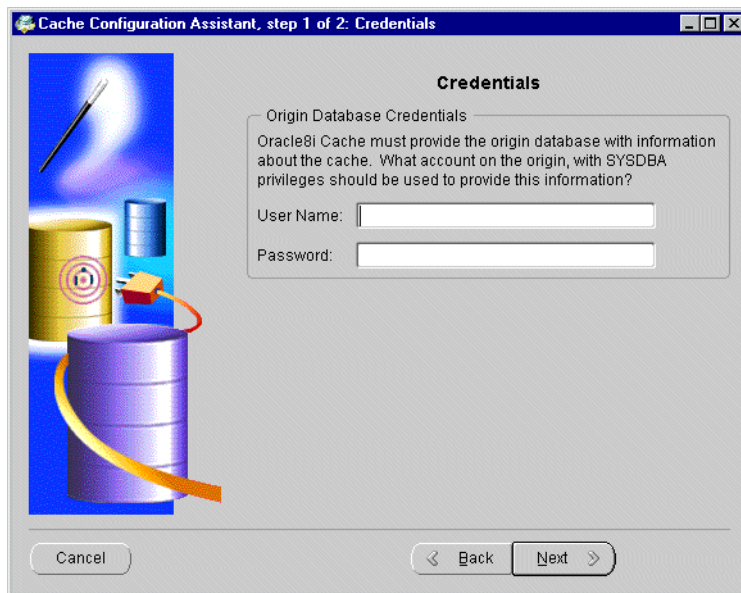 Cache Configuration Assistant, step 1 of 2: Credentials
Credentials
Origin Database Credentials
Oracle8i Cache must provide the origin database with information
about the cache. What account on the origin, with SYSDBA
privileges should be used to provide this information?
User Name:
Password:
Cancel
Back
Next